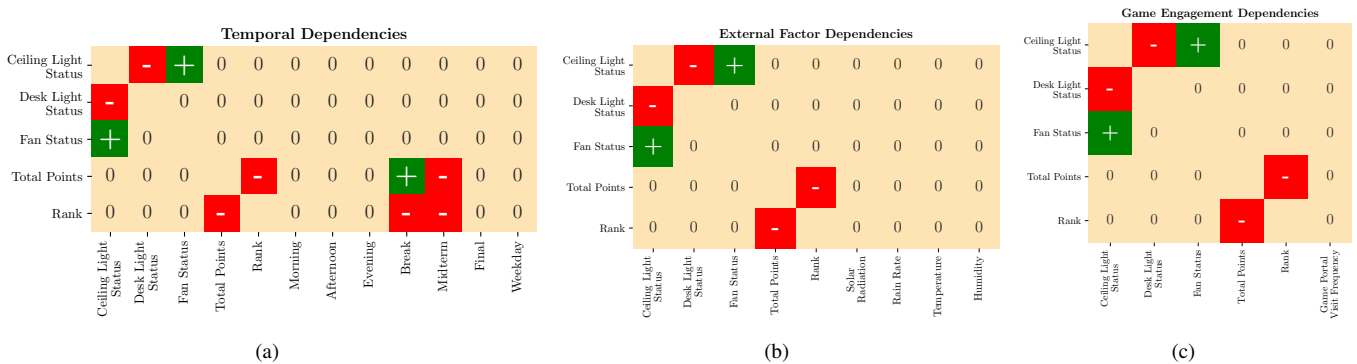 Temporal Dependencies
Ceiling Light
Status
- + 0 0 0 0 0 0 0 0 0
Desk Light
Status
- 0 0 0 0 0 0 0 0 0 0
Fan Status
+ 0 0 0 0 0 0 0 0 0 0
Total Points
0 0 0 - 0 0 0 + - 0 0
Rank
0 0 0 - 0 0 0 - - 0 0
Ceiling Light
Status
Desk Light
Status
Fan Status
Total Points
Rank
Morning
Afternoon
Evening
Break
Midterm
Final
Weekday
(a)
External Factor Dependencies
Ceiling Light
Status
- + 0 0 0 0 0 0
Desk Light
Status
- 0 0 0 0 0 0 0
Fan Status
+ 0 0 0 0 0 0 0
Total Points
0 0 0 - 0 0 0 0
Rank
0 0 0 - 0 0 0 0
Ceiling Light
Status
Desk Light
Status
Fan Status
Total Points
Rank
Solar
Radiation
Rain Rate
Temperature
Humidity
(b)
Game Engagement Dependencies
Ceiling Light
Status
- + 0 0 0
Desk Light
Status
- 0 0 0 0
Fan Status
+ 0 0 0 0
Total Points
0 0 0 - 0
Rank
0 0 0 - 0
Ceiling Light
Status
Desk Light
Status
Fan Status
Total Points
Rank
Game Portal
Visit Frequency
(c)